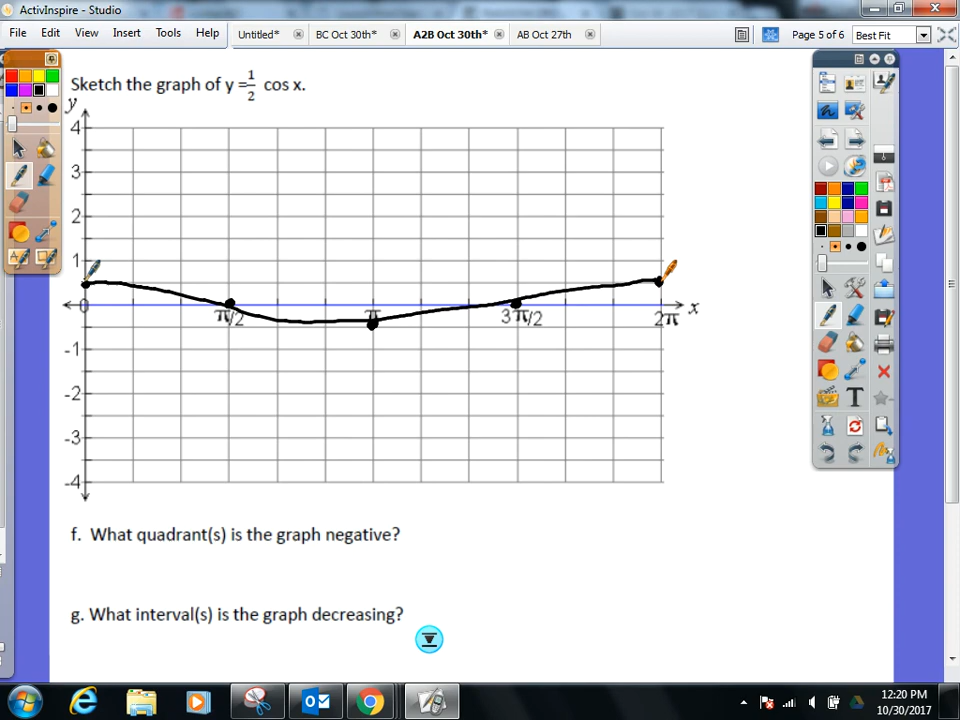 ActivInspire - Studio
File Edit View Insert Tools Help
Untitled* BC Oct 30th* A2B Oct 30th* AB Oct 27th
Page 5 of 6 Best Fit
Sketch the graph of y = 1/2 cos x.
y
4
3
2
1
0
π/2 π 3π/2 2π x
-1
-2
-3
-4
f. What quadrant(s) is the graph negative?
g. What interval(s) is the graph decreasing?
12:20 PM
10/30/2017